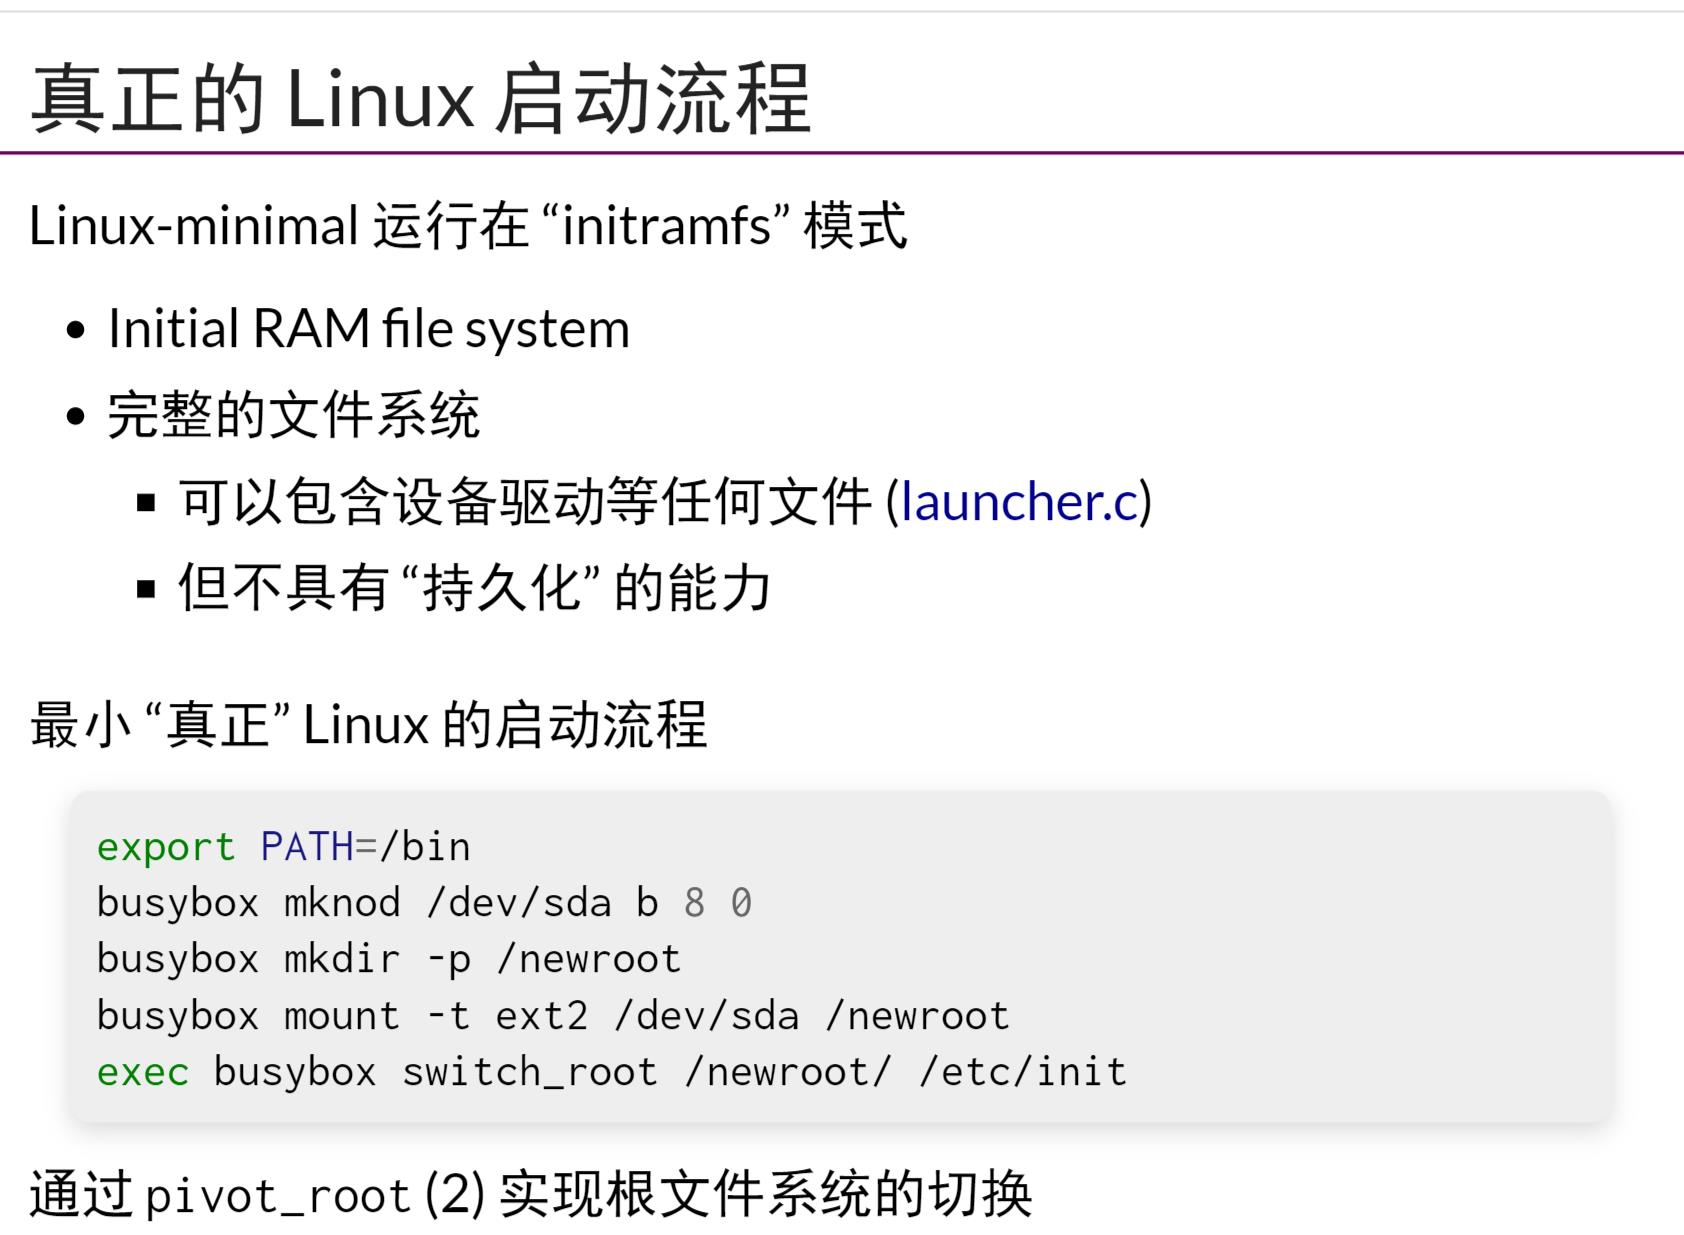 真正的 Linux 启动流程
Linux-minimal 运行在 “initramfs” 模式
• Initial RAM file system
• 完整的文件系统
▪ 可以包含设备驱动等任何文件 (launcher.c)
▪ 但不具有 “持久化” 的能力
最小 “真正” Linux 的启动流程
export PATH=/bin
busybox mknod /dev/sda b 8 0
busybox mkdir -p /newroot
busybox mount -t ext2 /dev/sda /newroot
exec busybox switch_root /newroot/ /etc/init
通过 pivot_root (2) 实现根文件系统的切换